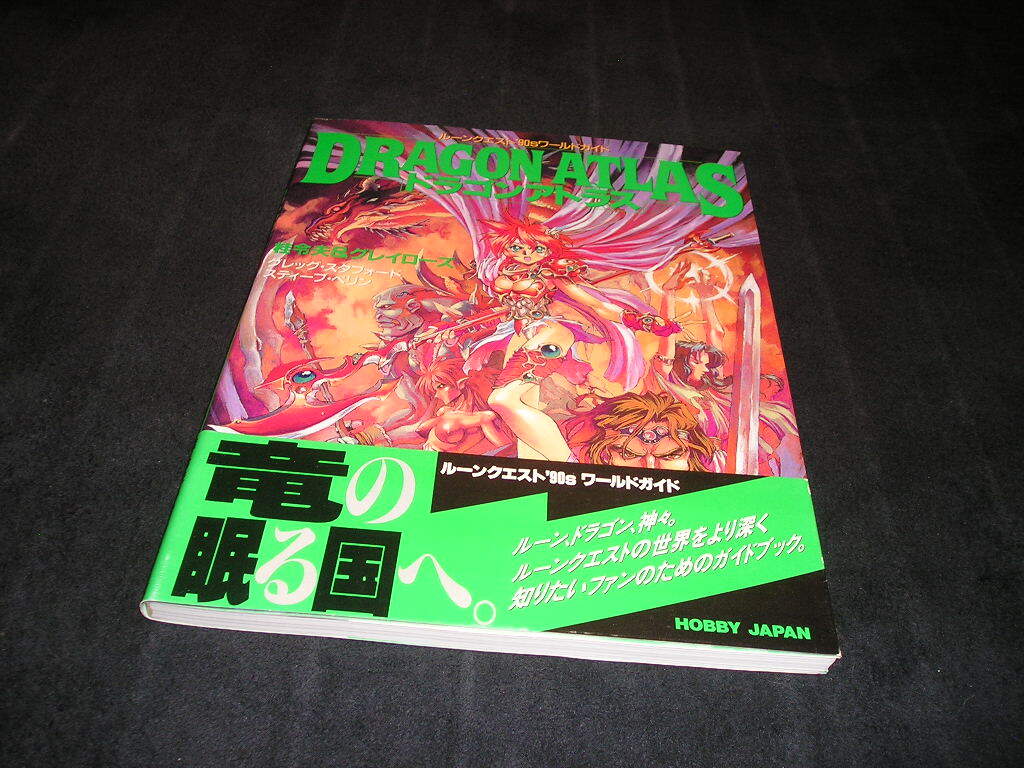 ルーンクエスト'90sワールドガイド
DRAGON ATLAS
ドラゴンアトラス
グレイローズ
グレッグ・スタフォード
スティーブ・ペリン
竜の
眠る国へ。
ルーンクエスト'90s ワールドガイド
ルーン、ドラゴン、神々。
ルーンクエストの世界をより深く
知りたいファンのためのガイドブック。
HOBBY JAPAN